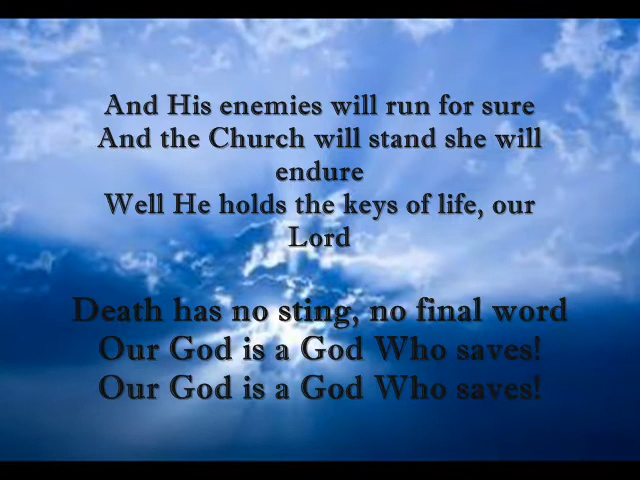 And His enemies will run for sure
And the Church will stand she will
endure
Well He holds the keys of life, our
Lord
Death has no sting, no final word
Our God is a God Who saves!
Our God is a God Who saves!